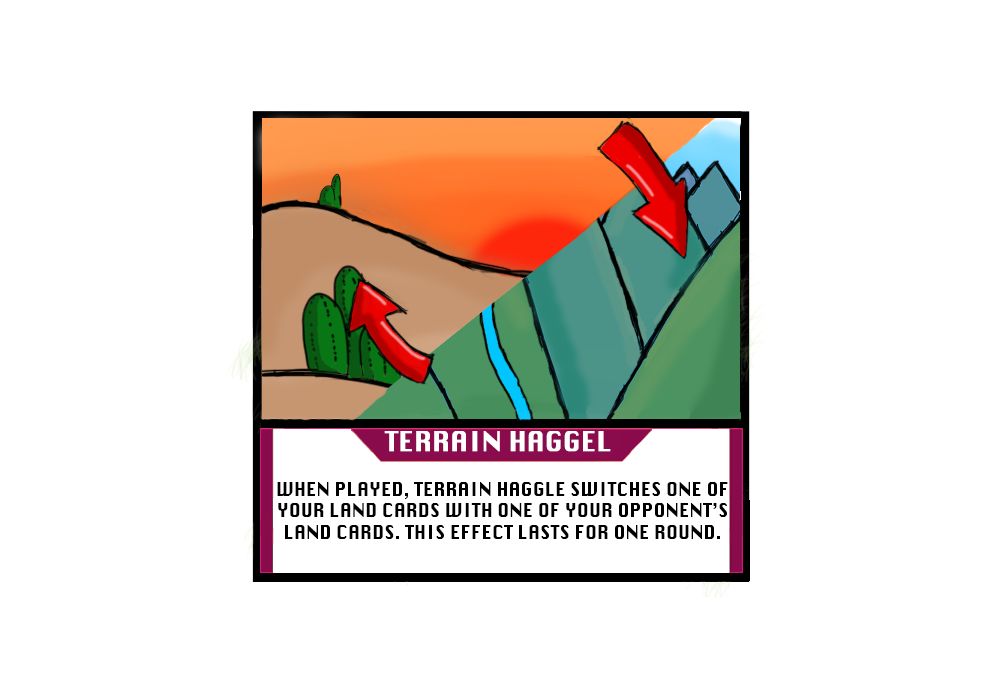 TERRAIN HAGGEL
WHEN PLAYED, TERRAIN HAGGLE SWITCHES ONE OF
YOUR LAND CARDS WITH ONE OF YOUR OPPONENT'S
LAND CARDS. THIS EFFECT LASTS FOR ONE ROUND.